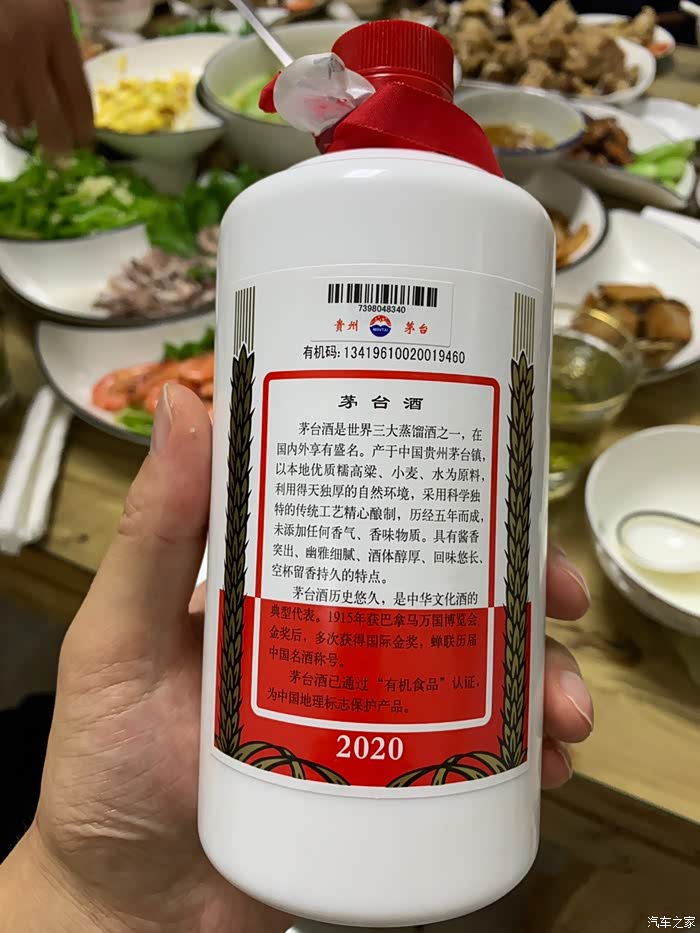 7398048340
贵州 MOUTAI 茅台
有机码: 13419610020019460
茅台酒
茅台酒是世界三大蒸馏酒之一，在
国内外享有盛名。产于中国贵州茅台镇，
以本地优质糯高粱、小麦、水为原料，
利用得天独厚的自然环境，采用科学独
特的传统工艺精心酿制，历经五年而成，
未添加任何香气、香味物质。具有酱香
突出、幽雅细腻、酒体醇厚、回味悠长、
空杯留香持久的特点。
茅台酒历史悠久，是中华文化酒的
典型代表。1915年获巴拿马万国博览会
金奖后，多次获得国际金奖，蝉联历届
中国名酒称号。
茅台酒已通过“有机食品”认证，
为中国地理标志保护产品。
2020
汽车之家